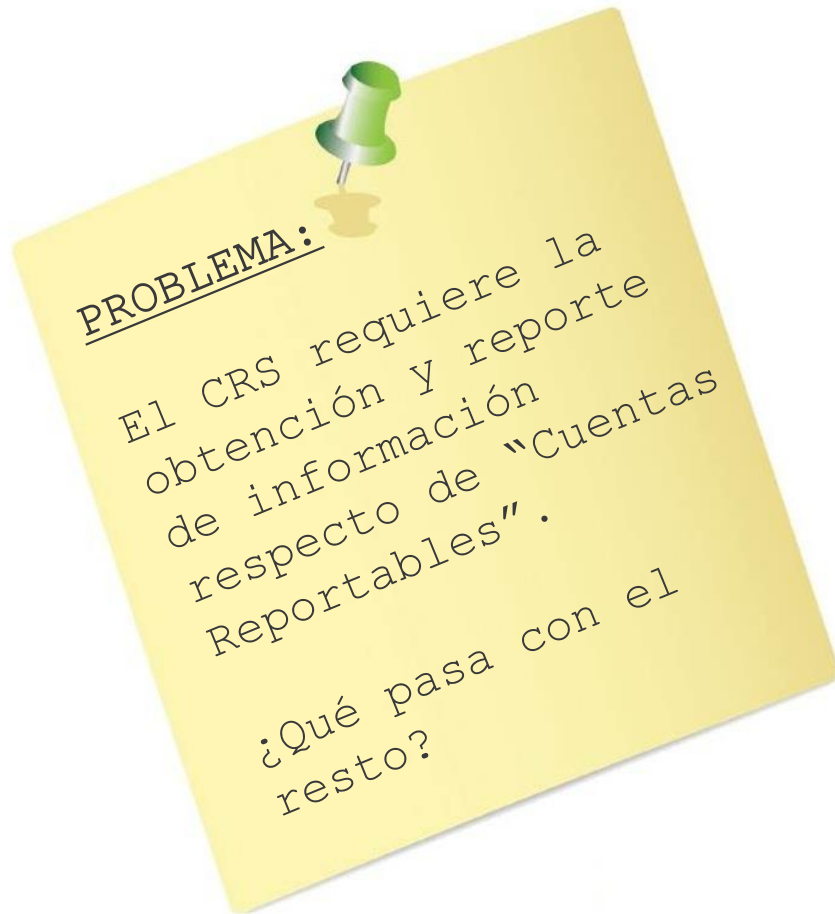 PROBLEMA:
El CRS requiere la
obtención y reporte
de información
respecto de “Cuentas
Reportables”.
¿Qué pasa con el
resto?